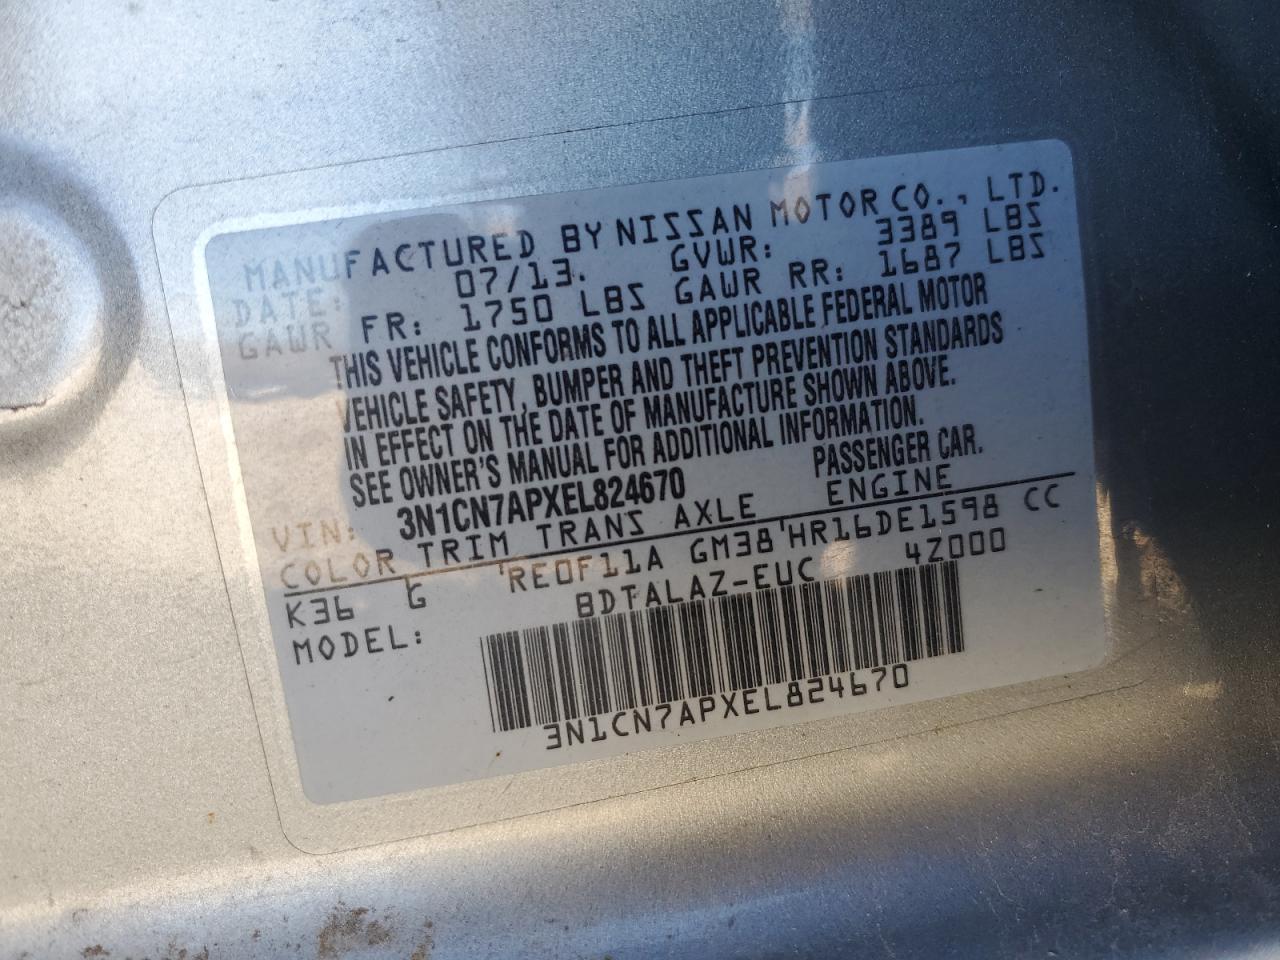 MANUFACTURED BY NISSAN MOTOR CO., LTD.
DATE: 07/13. GVWR: 3389 LBS
GAWR FR: 1750 LBS GAWR RR: 1687 LBS
THIS VEHICLE CONFORMS TO ALL APPLICABLE FEDERAL MOTOR
VEHICLE SAFETY, BUMPER AND THEFT PREVENTION STANDARDS
IN EFFECT ON THE DATE OF MANUFACTURE SHOWN ABOVE.
SEE OWNER'S MANUAL FOR ADDITIONAL INFORMATION.
VIN: 3N1CN7APXEL824670 PASSENGER CAR.
COLOR TRIM TRANS AXLE ENGINE
K36 G 'RE0F11A GM38'HR16DE1598 CC
MODEL: BDTALAZ-EUC 4Z000
3N1CN7APXEL824670